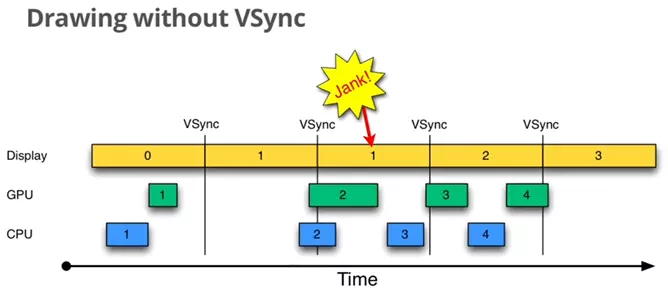 Drawing without VSync
Jank!
VSync VSync VSync VSync
Display 0 1 1 2 3
GPU 1 2 3 4
CPU 1 2 3 4
Time